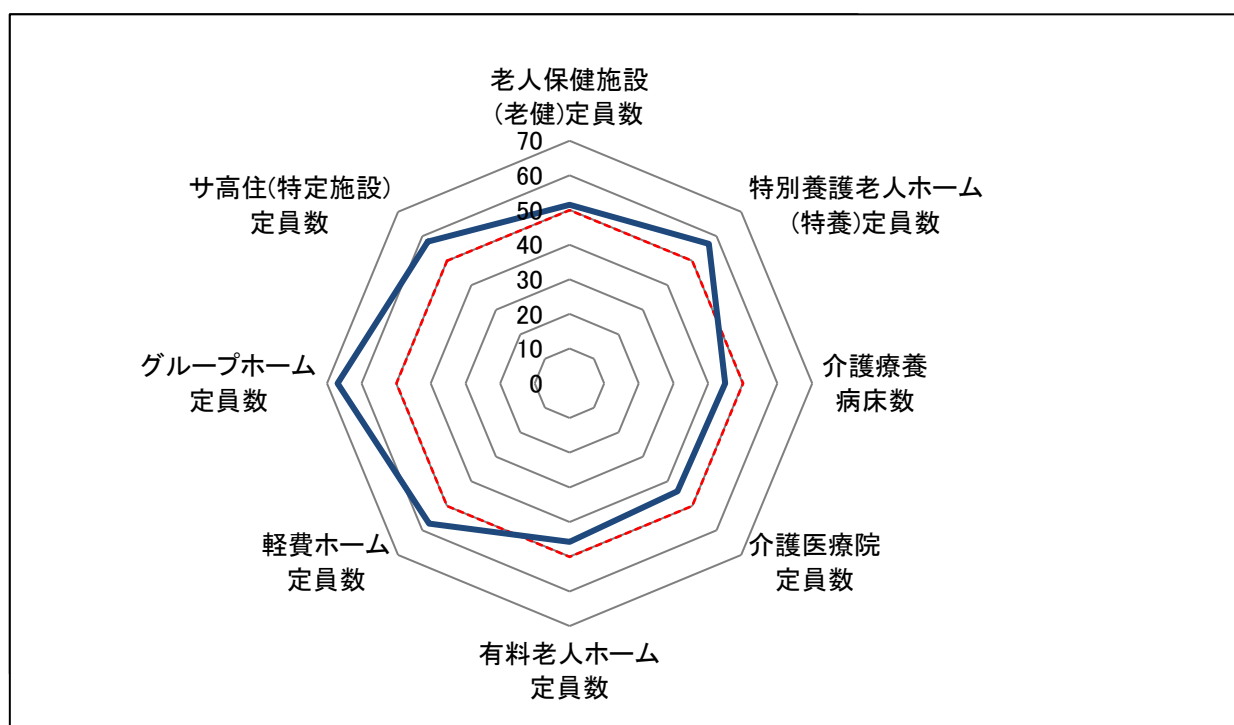 老人保健施設
(老健)定員数
特別養護老人ホーム
(特養)定員数
介護療養
病床数
介護医療院
定員数
有料老人ホーム
定員数
軽費ホーム
定員数
グループホーム
定員数
サ高住(特定施設)
定員数
70
60
50
40
30
20
10
0